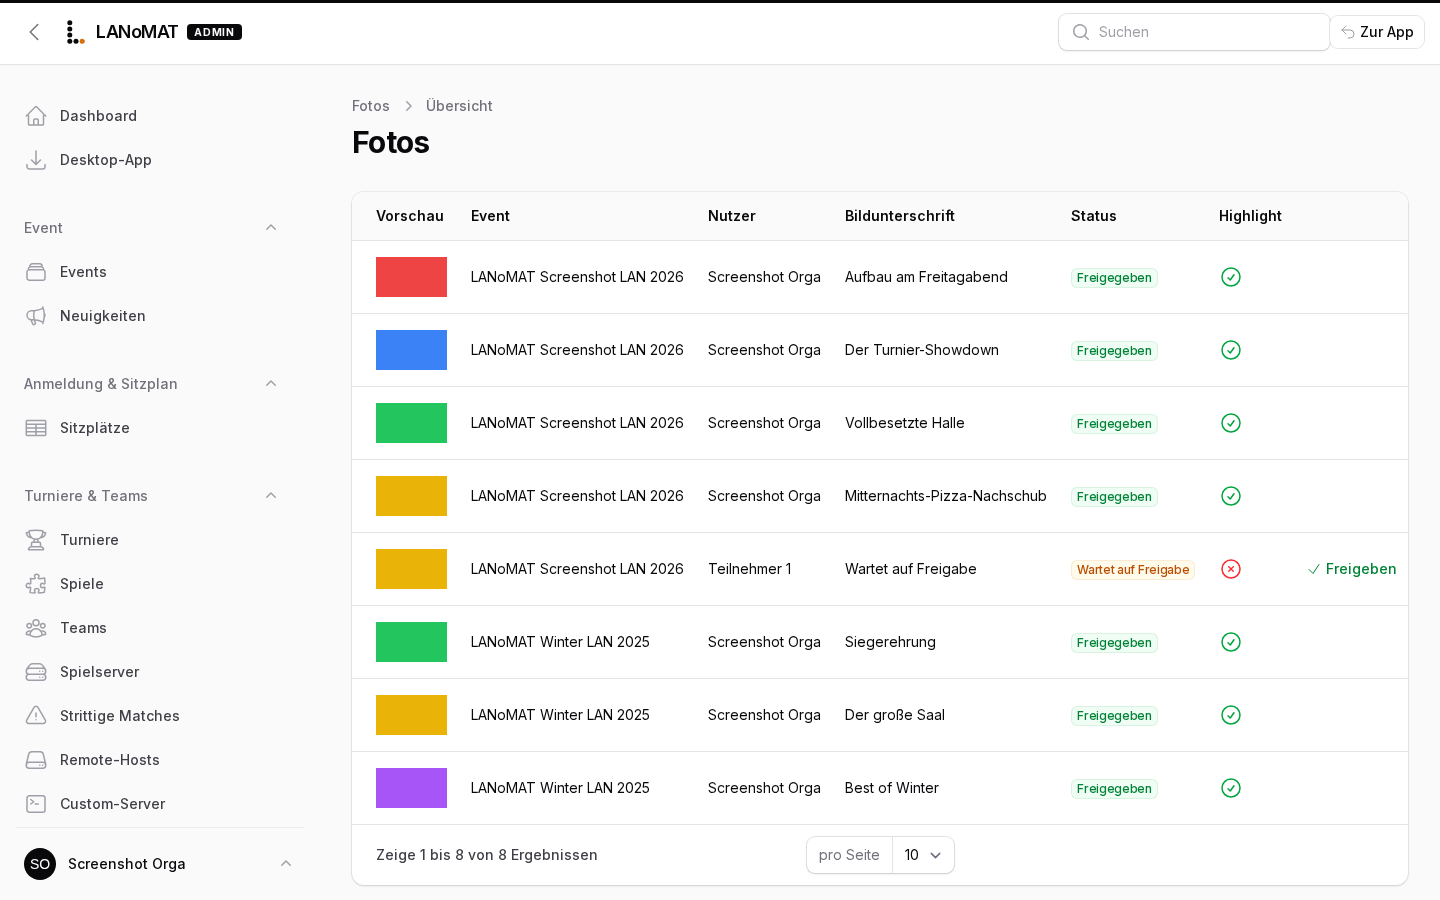 LANoMAT ADMIN
Suchen
Zur App
Dashboard
Desktop-App
Event
Events
Neuigkeiten
Anmeldung & Sitzplan
Sitzplätze
Turniere & Teams
Turniere
Spiele
Teams
Spielserver
Strittige Matches
Remote-Hosts
Custom-Server
SO Screenshot Orga
Fotos Übersicht
Fotos
Vorschau Event Nutzer Bildunterschrift Status Highlight
LANoMAT Screenshot LAN 2026 Screenshot Orga Aufbau am Freitagabend Freigegeben
LANoMAT Screenshot LAN 2026 Screenshot Orga Der Turnier-Showdown Freigegeben
LANoMAT Screenshot LAN 2026 Screenshot Orga Vollbesetzte Halle Freigegeben
LANoMAT Screenshot LAN 2026 Screenshot Orga Mitternachts-Pizza-Nachschub Freigegeben
LANoMAT Screenshot LAN 2026 Teilnehmer 1 Wartet auf Freigabe Wartet auf Freigabe Freigeben
LANoMAT Winter LAN 2025 Screenshot Orga Siegerehrung Freigegeben
LANoMAT Winter LAN 2025 Screenshot Orga Der große Saal Freigegeben
LANoMAT Winter LAN 2025 Screenshot Orga Best of Winter Freigegeben
Zeige 1 bis 8 von 8 Ergebnissen
pro Seite 10